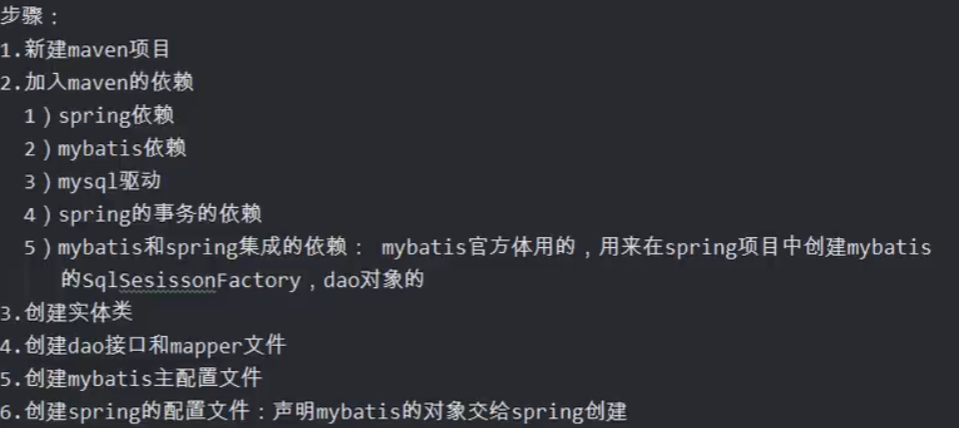 步骤：
1.新建maven项目
2.加入maven的依赖
1）spring依赖
2）mybatis依赖
3）mysql驱动
4）spring的事务的依赖
5）mybatis和spring集成的依赖： mybatis官方体用的，用来在spring项目中创建mybatis
的SqlSesissonFactory，dao对象的
3.创建实体类
4.创建dao接口和mapper文件
5.创建mybatis主配置文件
6.创建spring的配置文件：声明mybatis的对象交给spring创建